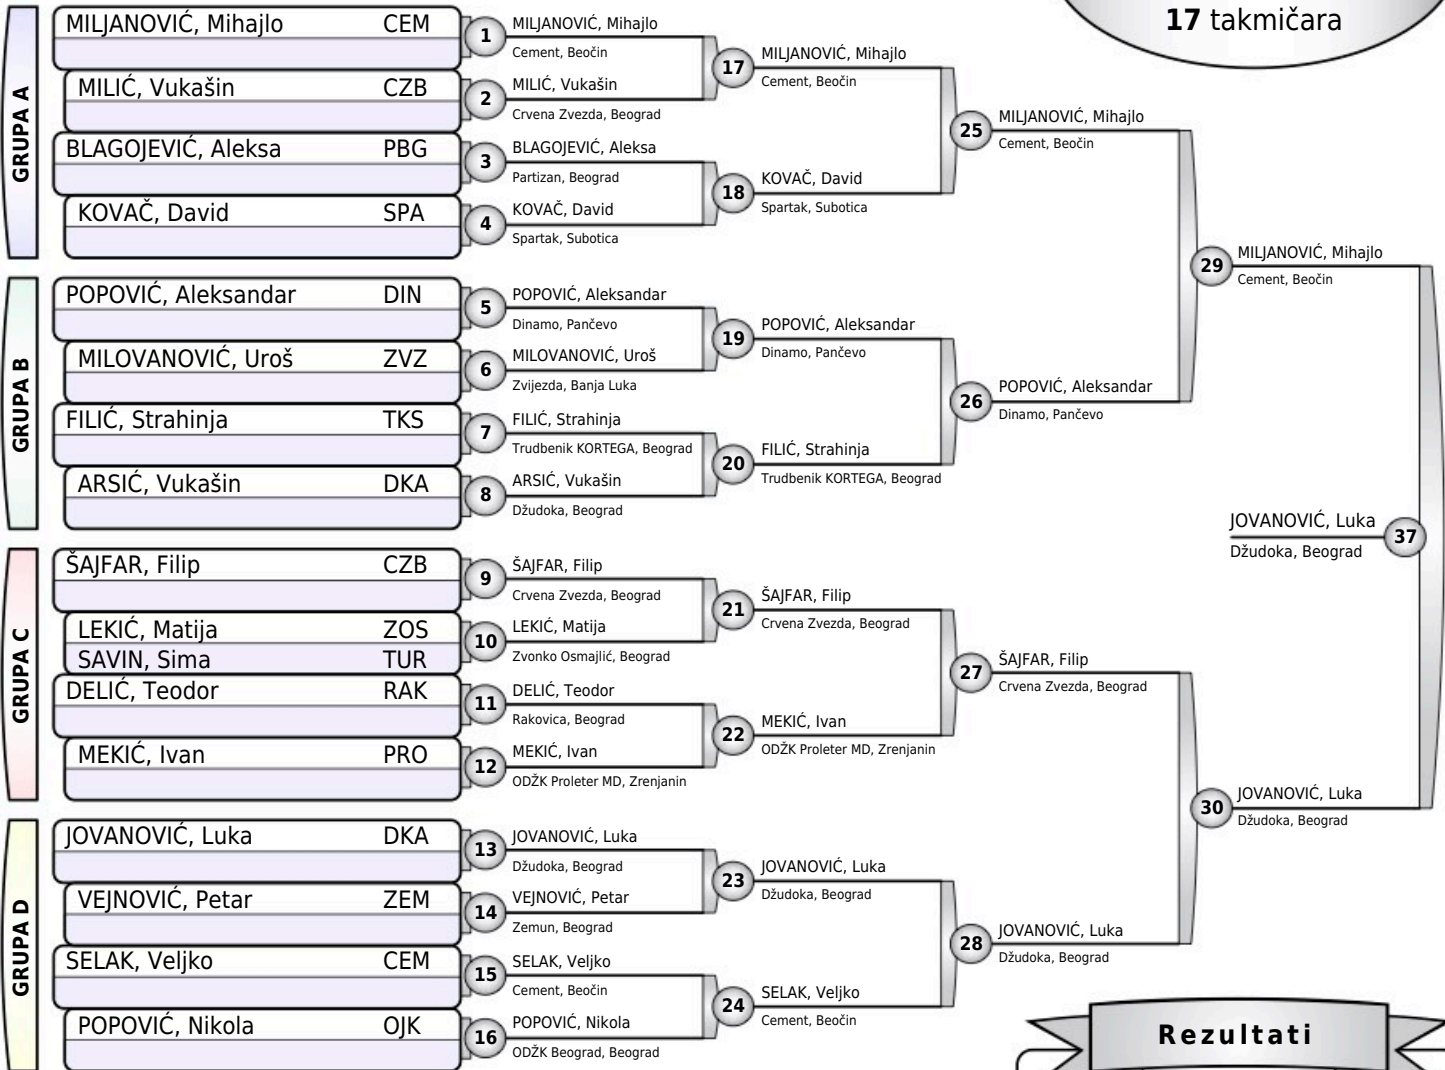 17 takmičara
GRUPA A
MILJANOVIĆ, Mihajlo CEM
MILIĆ, Vukašin CZB
BLAGOJEVIĆ, Aleksa PBG
KOVAČ, David SPA
1
MILJANOVIĆ, Mihajlo
Cement, Beočin
2
MILIĆ, Vukašin
Crvena Zvezda, Beograd
3
BLAGOJEVIĆ, Aleksa
Partizan, Beograd
4
KOVAČ, David
Spartak, Subotica
17
MILJANOVIĆ, Mihajlo
Cement, Beočin
18
KOVAČ, David
Spartak, Subotica
25
MILJANOVIĆ, Mihajlo
Cement, Beočin
GRUPA B
POPOVIĆ, Aleksandar DIN
MILOVANOVIĆ, Uroš ZVZ
FILIĆ, Strahinja TKS
ARSIĆ, Vukašin DKA
5
POPOVIĆ, Aleksandar
Dinamo, Pančevo
6
MILOVANOVIĆ, Uroš
Zvijezda, Banja Luka
7
FILIĆ, Strahinja
Trudbenik KORTEGA, Beograd
8
ARSIĆ, Vukašin
Džudoka, Beograd
19
POPOVIĆ, Aleksandar
Dinamo, Pančevo
20
FILIĆ, Strahinja
Trudbenik KORTEGA, Beograd
26
POPOVIĆ, Aleksandar
Dinamo, Pančevo
29
MILJANOVIĆ, Mihajlo
Cement, Beočin
GRUPA C
ŠAJFAR, Filip CZB
LEKIĆ, Matija ZOS
SAVIN, Sima TUR
DELIĆ, Teodor RAK
MEKIĆ, Ivan PRO
9
ŠAJFAR, Filip
Crvena Zvezda, Beograd
10
LEKIĆ, Matija
Zvonko Osmajlić, Beograd
11
DELIĆ, Teodor
Rakovica, Beograd
12
MEKIĆ, Ivan
ODŽK Proleter MD, Zrenjanin
21
ŠAJFAR, Filip
Crvena Zvezda, Beograd
22
MEKIĆ, Ivan
ODŽK Proleter MD, Zrenjanin
27
ŠAJFAR, Filip
Crvena Zvezda, Beograd
GRUPA D
JOVANOVIĆ, Luka DKA
VEJNOVIĆ, Petar ZEM
SELAK, Veljko CEM
POPOVIĆ, Nikola OJK
13
JOVANOVIĆ, Luka
Džudoka, Beograd
14
VEJNOVIĆ, Petar
Zemun, Beograd
15
SELAK, Veljko
Cement, Beočin
16
POPOVIĆ, Nikola
ODŽK Beograd, Beograd
23
JOVANOVIĆ, Luka
Džudoka, Beograd
24
SELAK, Veljko
Cement, Beočin
28
JOVANOVIĆ, Luka
Džudoka, Beograd
30
JOVANOVIĆ, Luka
Džudoka, Beograd
JOVANOVIĆ, Luka
Džudoka, Beograd
37
Rezultati